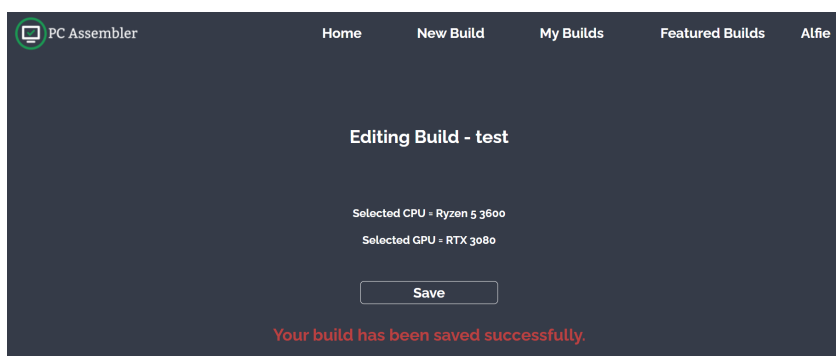 PC Assembler Home New Build My Builds Featured Builds Alfie
Editing Build - test
Selected CPU = Ryzen 5 3600
Selected GPU = RTX 3080
Save
Your build has been saved successfully.